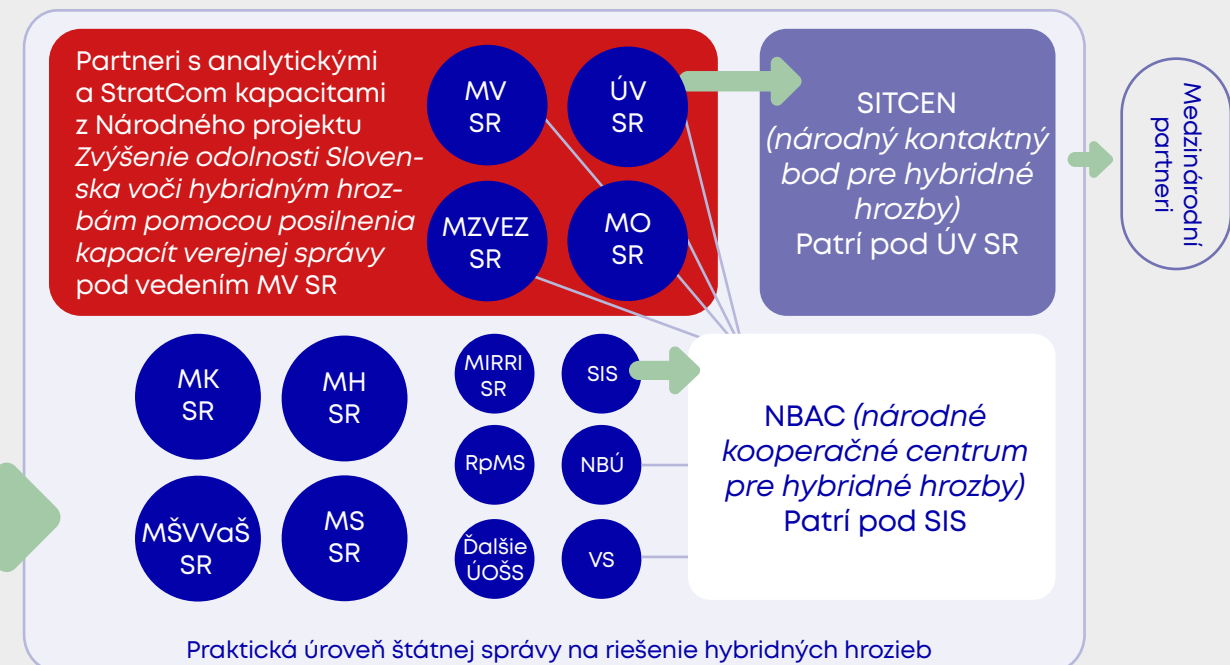 Partneri s analytickými
a StratCom kapacitami
z Národného projektu
Zvýšenie odolnosti Sloven-
ska voči hybridným hroz-
bám pomocou posilnenia
kapacít verejnej správy
pod vedením MV SR
MV
SR
ÚV
SR
MZVEZ
SR
MO
SR
SITCEN
(národný kontaktný
bod pre hybridné
hrozby)
Patrí pod ÚV SR
Medzinárodní
partneri
MK
SR
MH
SR
MŠVVaŠ
SR
MS
SR
MIRRI
SR
SIS
RpMS
NBÚ
Ďalšie
ÚOŠS
VS
NBAC (národné
kooperačné centrum
pre hybridné hrozby)
Patrí pod SIS
Praktická úroveň štátnej správy na riešenie hybridných hrozieb